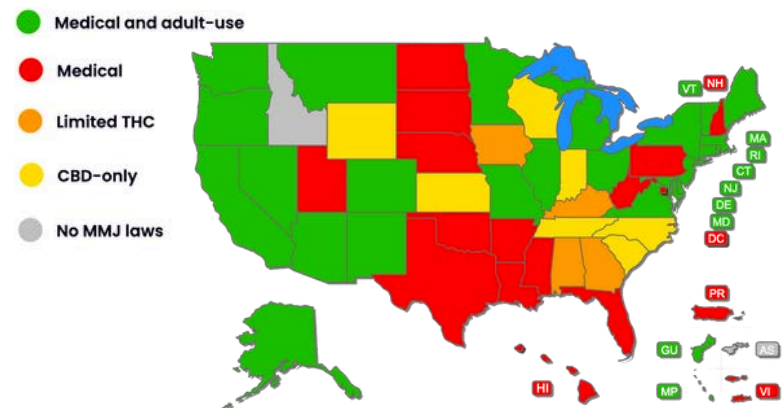 Medical and adult-use
Medical
Limited THC
CBD-only
No MMJ laws
VT
NH
MA
RI
CT
NJ
DE
MD
DC
PR
GU
AS
HI
MP
VI